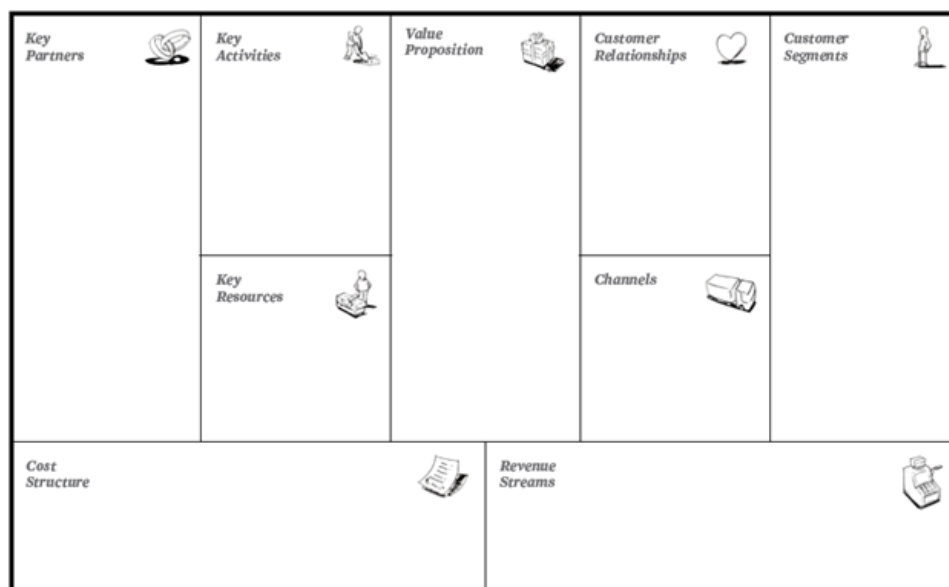 Key
Partners
Key
Activities
Value
Proposition
Customer
Relationships
Customer
Segments
Key
Resources
Channels
Cost
Structure
Revenue
Streams